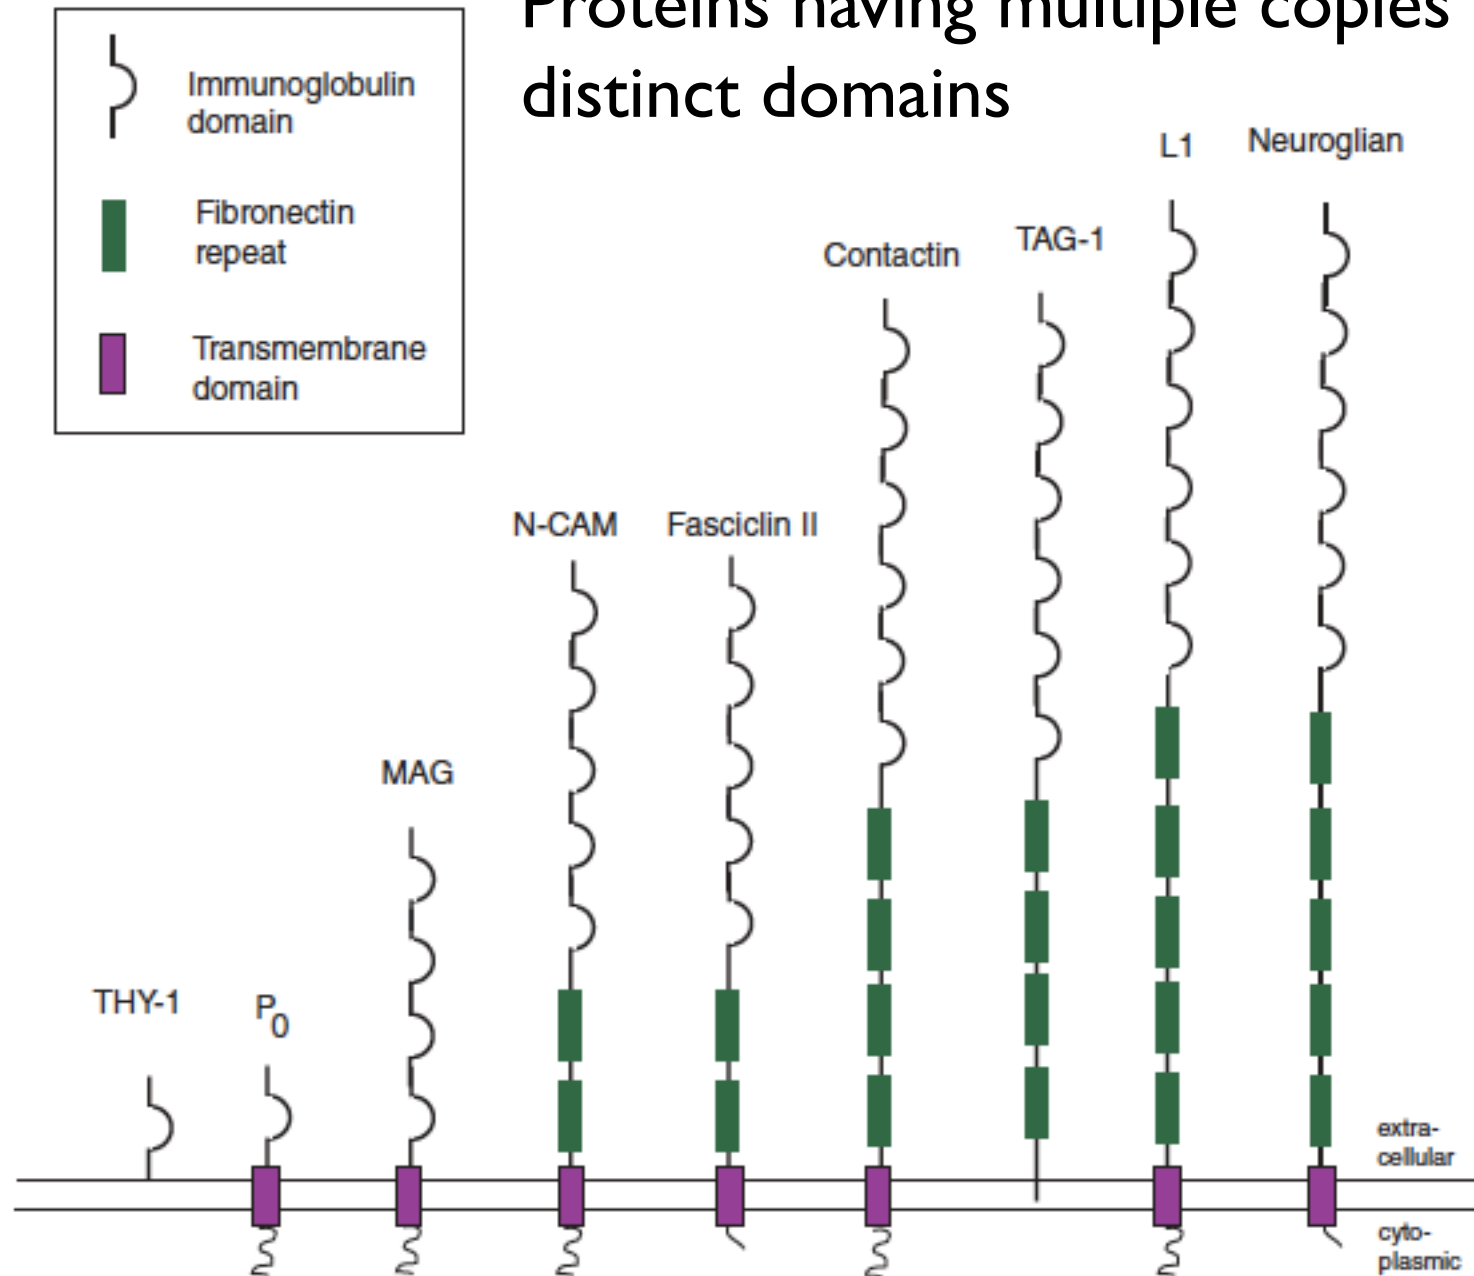 Proteins having multiple copies
distinct domains
Immunoglobulin
domain
Fibronectin
repeat
Transmembrane
domain
L1
Neuroglian
Contactin
TAG-1
N-CAM
Fasciclin II
MAG
THY-1
P0
extra-
cellular
cyto-
plasmic